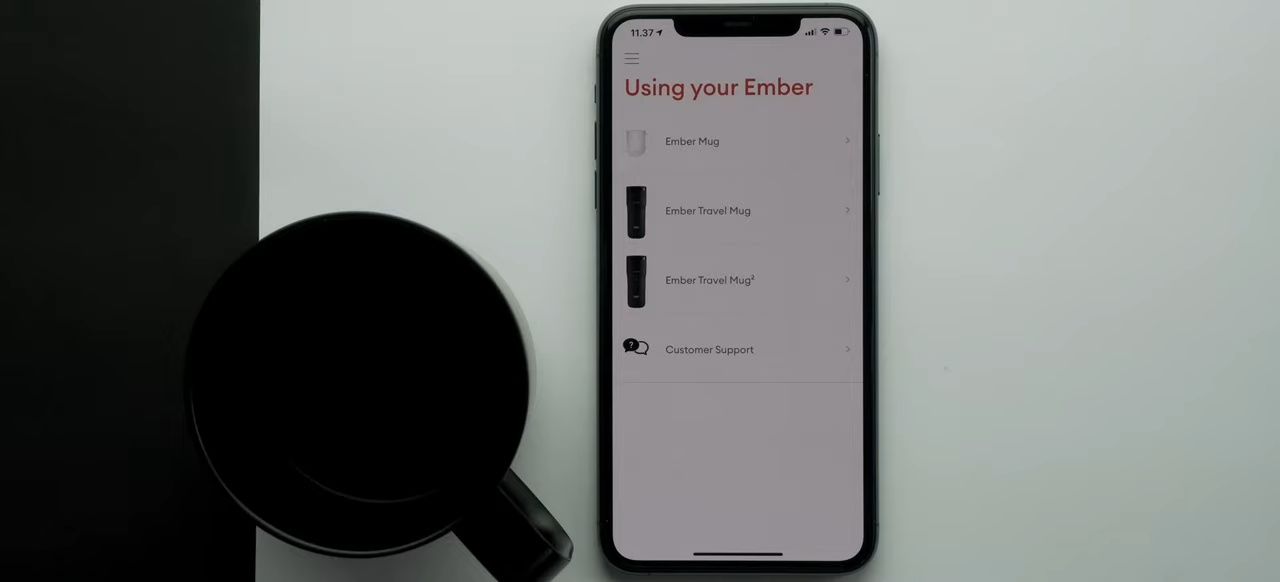 11.37
Using your Ember
Ember Mug
Ember Travel Mug
Ember Travel Mug²
?
Customer Support